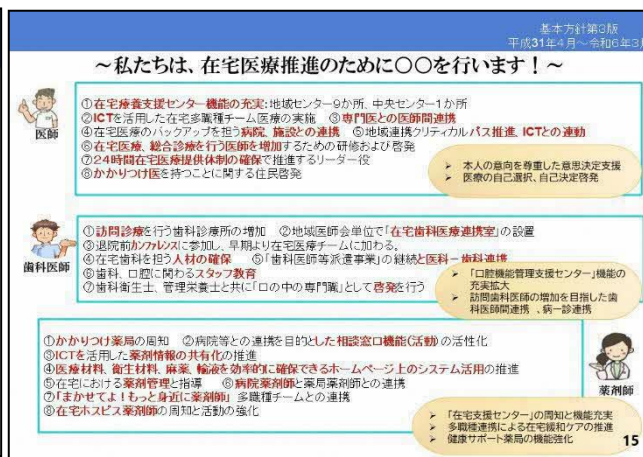 基本方針第3版
平成31年4月~令和6年3月
~私たちは、在宅医療推進のために〇〇を行います!~
医師
①在宅療養支援センター機能の充実:地域センター9か所、中央センター1か所
②ICTを活用した在宅多職種チーム医療の実施 ③専門医との医師間連携
④在宅医療のバックアップを担う病院、施設との連携 ⑤地域連携クリティカルパス推進、ICTとの連動
⑥在宅医療、総合診療を行う医師を増加するための研修および啓発
⑦24時間在宅医療提供体制の確保で推進するリーダー役
⑧かかりつけ医を持つことに関する住民啓発
➢ 本人の意向を尊重した意思決定支援
➢ 医療の自己選択、自己決定啓発
歯科医師
①訪問診療を行う歯科診療所の増加 ②地域医師会単位で「在宅歯科医療連携室」の設置
③退院前カンファレンスに参加し、早期より在宅医療チームに加わる。
④在宅歯科を担う人材の確保 ⑤「歯科医師等派遣事業」の継続と医科-歯科連携
⑥歯科、口腔に関わるスタッフ教育
⑦歯科衛生士、管理栄養士と共に「口の中の専門職」として啓発を行う
➢ 「口腔機能管理支援センター」機能の
充実拡大
➢ 訪問歯科医師の増加を目指した歯
科医師間連携、病一診連携
薬剤師
①かかりつけ薬局の周知 ②病院等との連携を目的とした相談窓口機能(活動)の活性化
③ICTを活用した薬剤情報の共有化の推進
④医療材料、衛生材料、麻薬、輸液を効率的に確保できるホームページ上のシステム活用の推進
⑤在宅における薬剤管理と指導 ⑥病院薬剤師と薬局薬剤師との連携
⑦「まかせてよ!もっと身近に薬剤師」多職種チームとの連携
⑧在宅ホスピス薬剤師の周知と活動の強化
➢ 「在宅支援センター」の周知と機能充実
➢ 多職種連携による在宅緩和ケアの推進
➢ 健康サポート薬局の機能強化
15